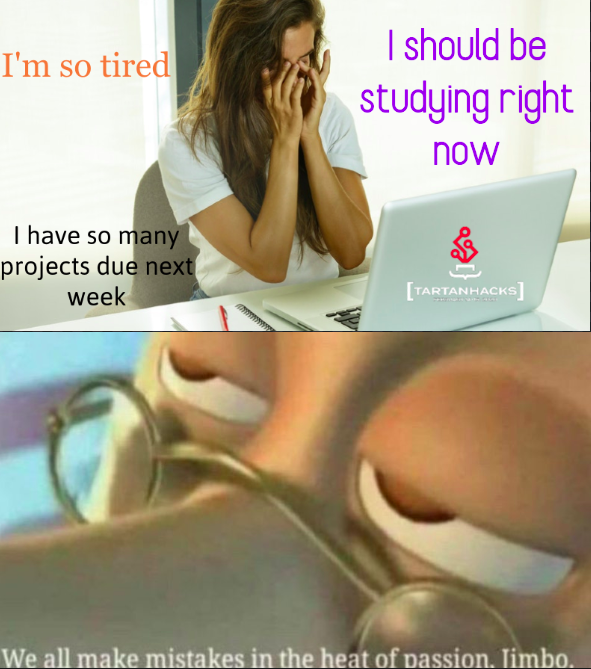 I'm so tired
I should be
studying right
now
I have so many
projects due next
week
[TARTANHACKS]
We all make mistakes in the heat of passion, Jimbo.